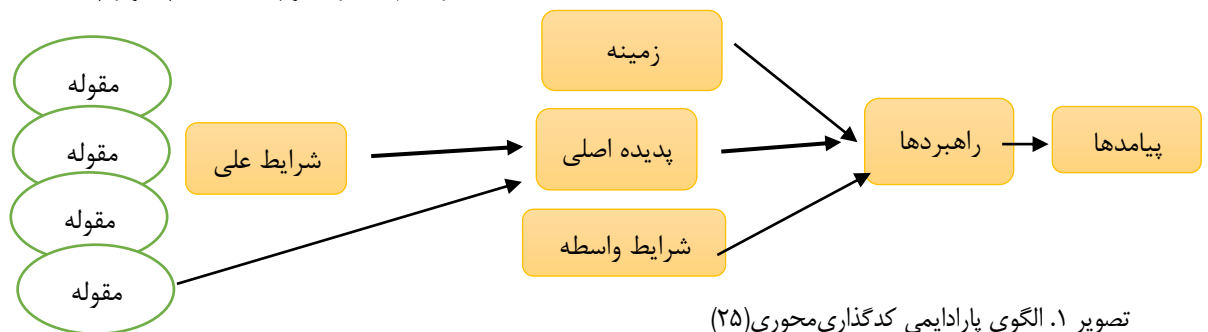 مقوله
مقوله
مقوله
مقوله
شرایط علی
زمینه
پدیده اصلی
شرایط واسطه
راهبردها
پیامدها
تصویر ۱. الگوی پارادایمی کدگذاری‌محوری(۲۵)